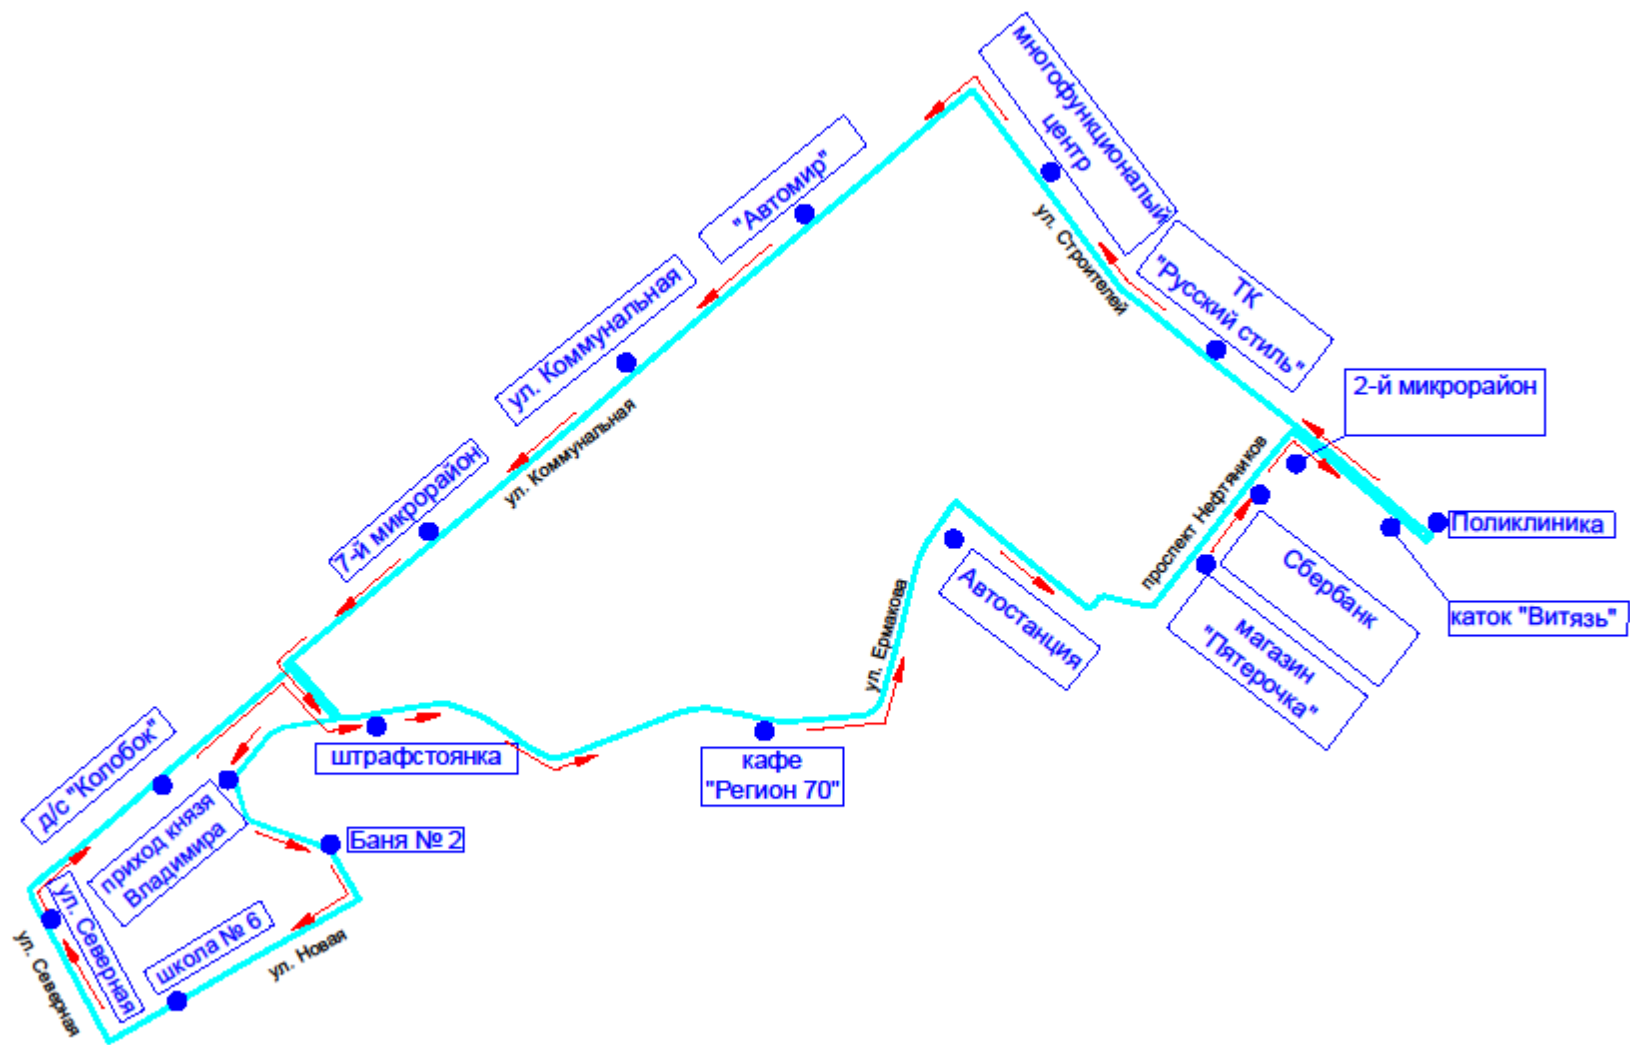 многофункциональй
центр
"Автомир"
ул. Строителей
ТК
"Русский стиль"
ул. Коммунальная
2-й микрорайон
ул. Коммунальная
7-й микрорайон
проспект Нефтяников
Поликлиника
Сбербанк
каток "Витязь"
Автостанция
ул. Ермакова
магазин
"Пятерочка"
д/с "Колобок"
штрафстоянка
кафе
"Регион 70"
приход князя
Владимира
Баня № 2
ул. Северная
школа № 6
ул. Новая
ул. Северная